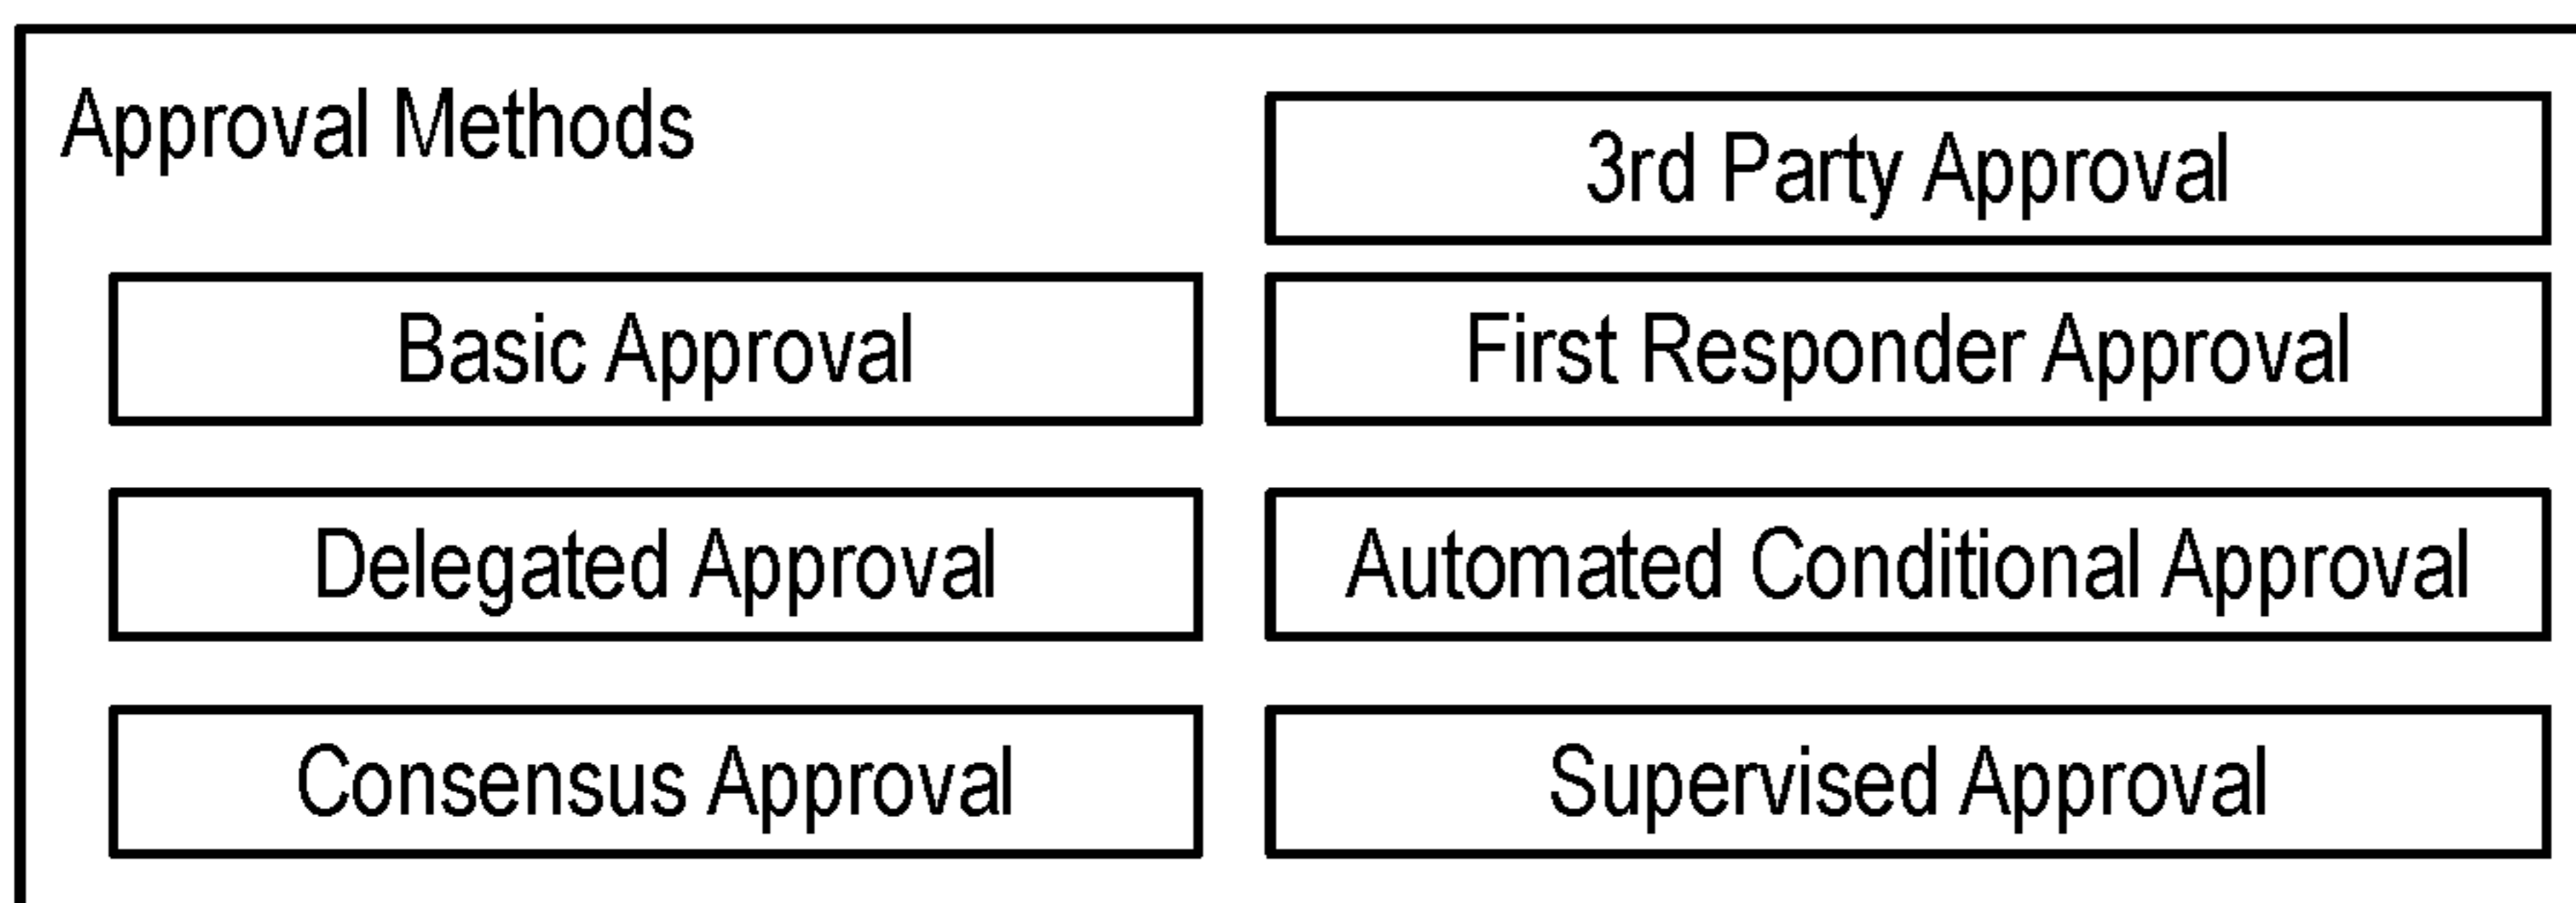 Approval Methods
3rd Party Approval
Basic Approval
First Responder Approval
Delegated Approval
Automated Conditional Approval
Consensus Approval
Supervised Approval